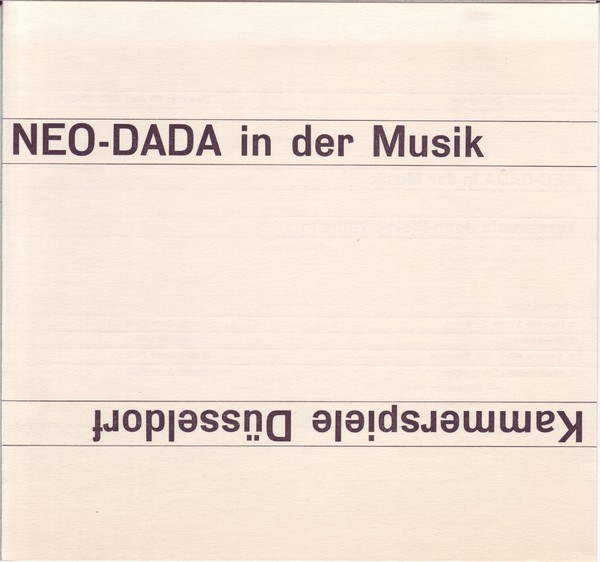 NEO-DADA in der Musik
Kammerspiele Düsseldorf